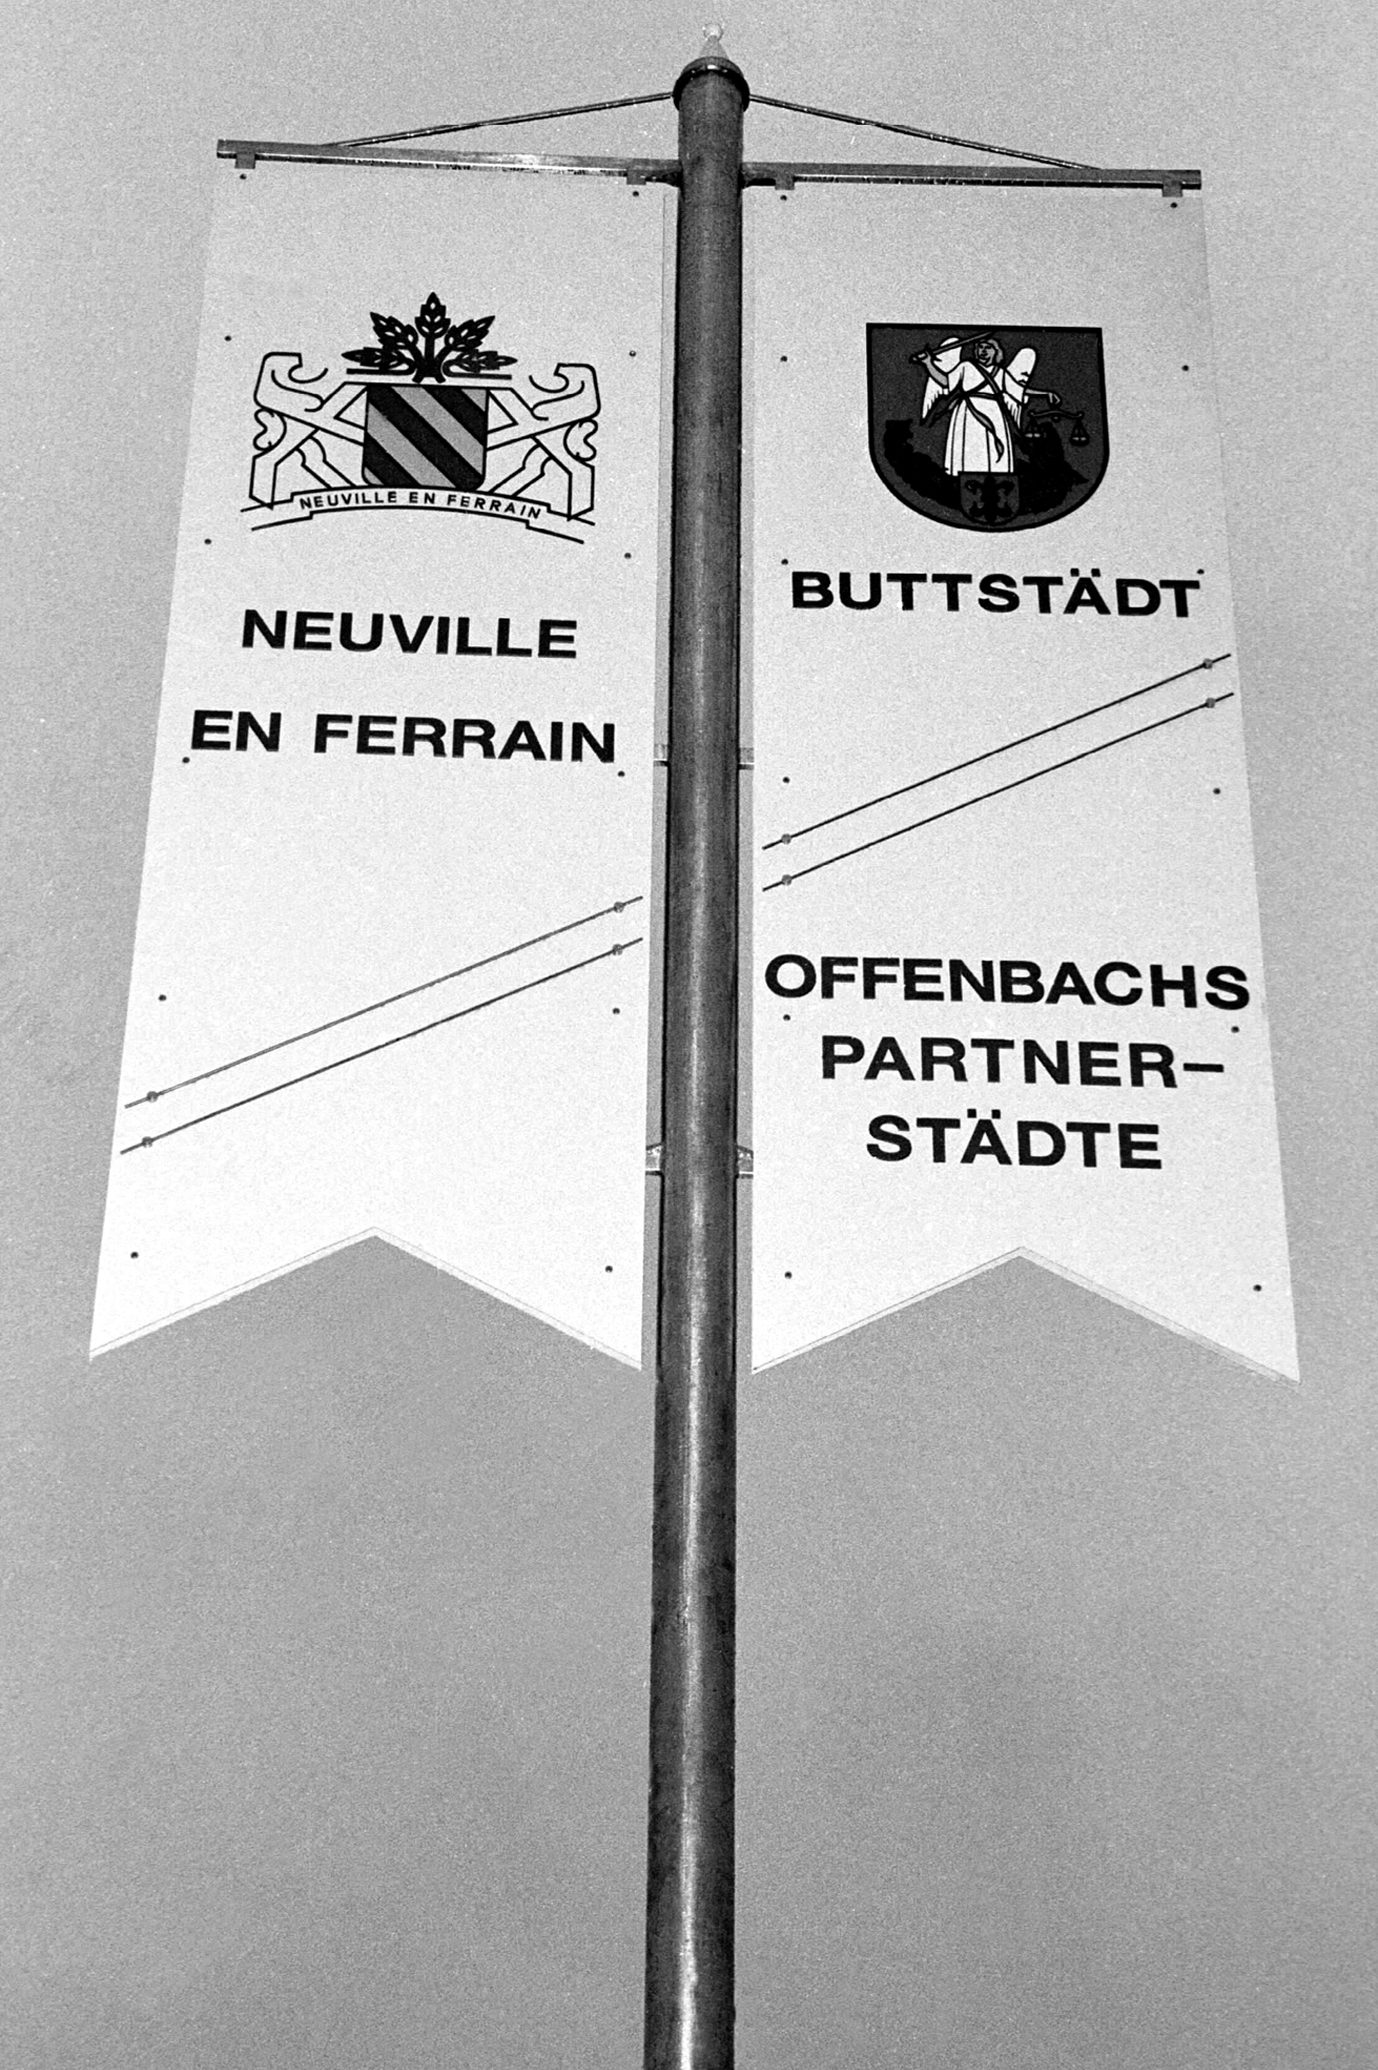 NEUVILLE EN FERRAIN
NEUVILLE
EN FERRAIN
BUTTSTÄDT
OFFENBACHS
PARTNER-
STÄDTE